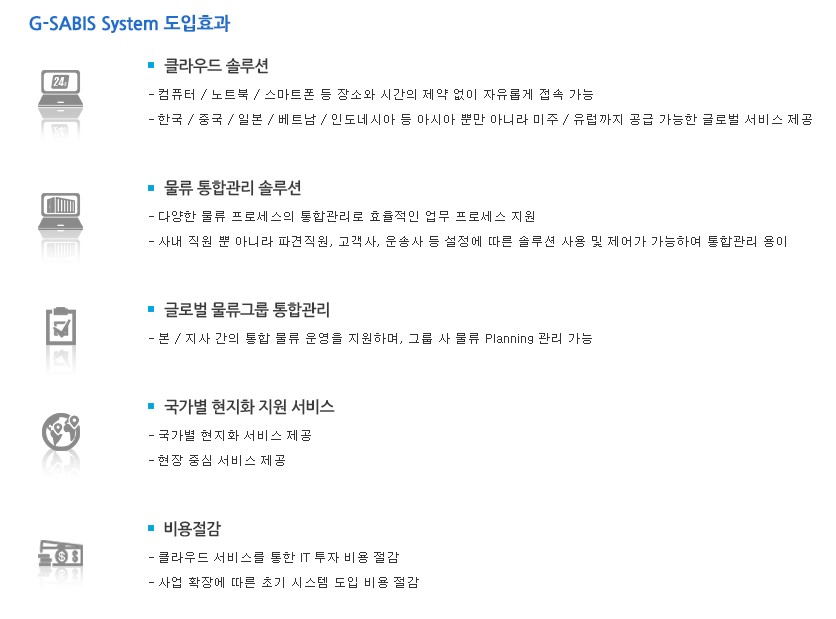 G-SABIS System 도입효과
24h
클라우드 솔루션
- 컴퓨터 / 노트북 / 스마트폰 등 장소와 시간의 제약 없이 자유롭게 접속 가능
- 한국 / 중국 / 일본 / 베트남 / 인도네시아 등 아시아 뿐만 아니라 미주 / 유럽까지 공급 가능한 글로벌 서비스 제공
물류 통합관리 솔루션
- 다양한 물류 프로세스의 통합관리로 효율적인 업무 프로세스 지원
- 사내 직원 뿐 아니라 파견직원, 고객사, 운송사 등 설정에 따른 솔루션 사용 및 제어가 가능하여 통합관리 용이
글로벌 물류그룹 통합관리
- 본 / 지사 간의 통합 물류 운영을 지원하며, 그룹 사 물류 Planning 관리 가능
국가별 현지화 지원 서비스
- 국가별 현지화 서비스 제공
- 현장 중심 서비스 제공
비용절감
- 클라우드 서비스를 통한 IT 투자 비용 절감
- 사업 확장에 따른 초기 시스템 도입 비용 절감